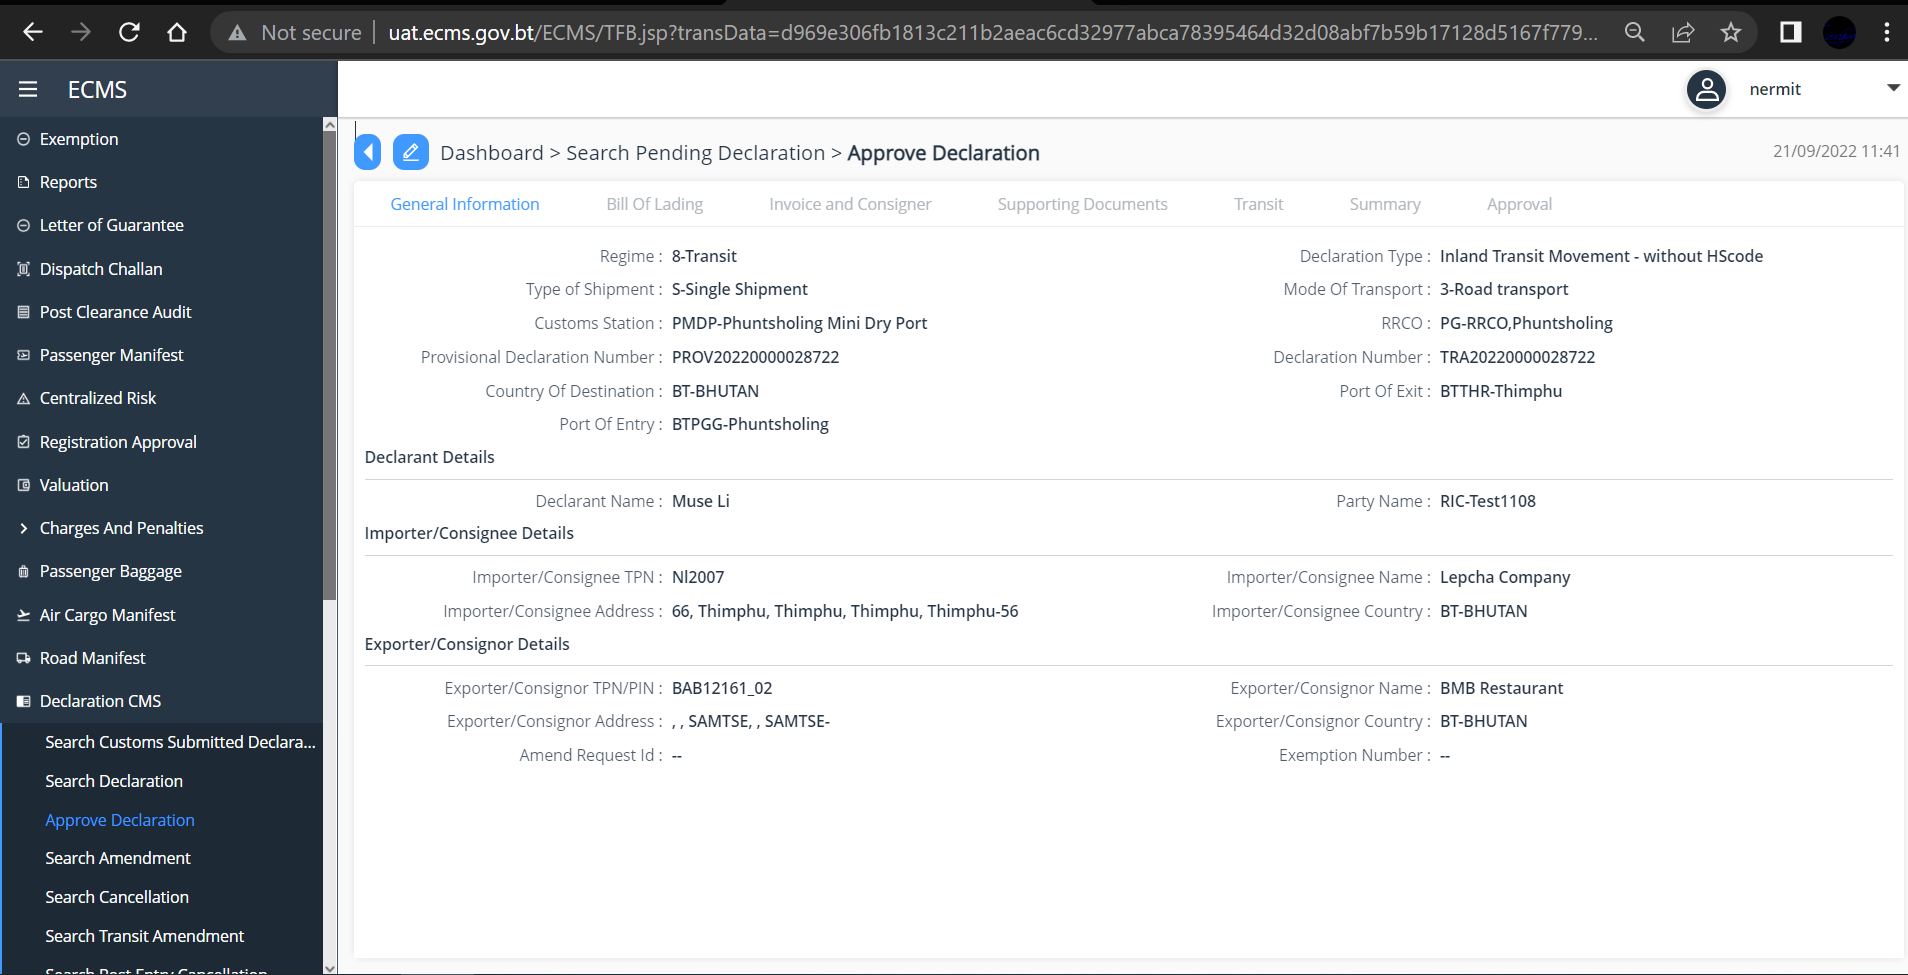 Not secure | uat.ecms.gov.bt/ECMS/TFB.jsp?transData=d969e306fb1813c211b2aeac6cd32977abca78395464d32d08abf7b59b17128d5167f779...
ECMS
nermit
Exemption
Reports
Letter of Guarantee
Dispatch Challan
Post Clearance Audit
Passenger Manifest
Centralized Risk
Registration Approval
Valuation
Charges And Penalties
Passenger Baggage
Air Cargo Manifest
Road Manifest
Declaration CMS
Search Customs Submitted Declara...
Search Declaration
Approve Declaration
Search Amendment
Search Cancellation
Search Transit Amendment
Search Post Entry Cancellation
Dashboard > Search Pending Declaration > Approve Declaration
21/09/2022 11:41
General Information Bill Of Lading Invoice and Consigner Supporting Documents Transit Summary Approval
Regime : 8-Transit Declaration Type : Inland Transit Movement - without HScode
Type of Shipment : S-Single Shipment Mode Of Transport : 3-Road transport
Customs Station : PMDP-Phuntsholing Mini Dry Port RRCO : PG-RRCO,Phuntsholing
Provisional Declaration Number : PROV20220000028722 Declaration Number : TRA20220000028722
Country Of Destination : BT-BHUTAN Port Of Exit : BTTHR-Thimphu
Port Of Entry : BTPGG-Phuntsholing
Declarant Details
Declarant Name : Muse Li Party Name : RIC-Test1108
Importer/Consignee Details
Importer/Consignee TPN : Nl2007 Importer/Consignee Name : Lepcha Company
Importer/Consignee Address : 66, Thimphu, Thimphu, Thimphu, Thimphu-56 Importer/Consignee Country : BT-BHUTAN
Exporter/Consignor Details
Exporter/Consignor TPN/PIN : BAB12161_02 Exporter/Consignor Name : BMB Restaurant
Exporter/Consignor Address : , , SAMTSE, , SAMTSE- Exporter/Consignor Country : BT-BHUTAN
Amend Request Id : -- Exemption Number : --